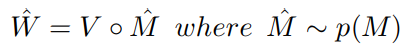 Ŵ = V ∘ M̂ where M̂ ∼ p(M)